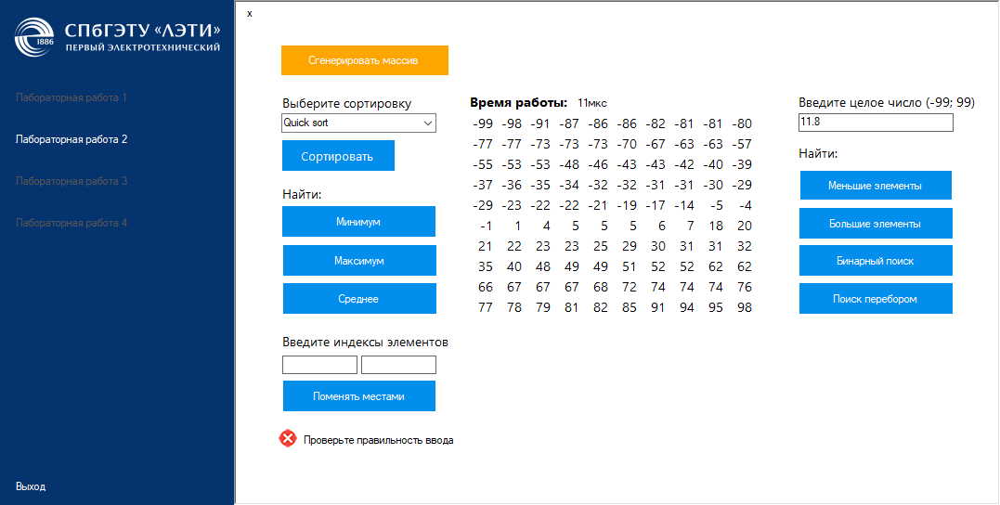 СПбГЭТУ «ЛЭТИ»
ПЕРВЫЙ ЭЛЕКТРОТЕХНИЧЕСКИЙ
1886
Лабораторная работа 1
Лабораторная работа 2
Лабораторная работа 3
Лабораторная работа 4
Выход
x
Сгенерировать массив
Выберите сортировку
Quick sort
Сортировать
Найти:
Минимум
Максимум
Среднее
Введите индексы элементов
Поменять местами
Проверьте правильность ввода
Время работы: 11мкс
-99 -98 -91 -87 -86 -86 -82 -81 -81 -80
-77 -77 -73 -73 -73 -70 -67 -63 -63 -57
-55 -53 -53 -48 -46 -43 -43 -42 -40 -39
-37 -36 -35 -34 -32 -32 -31 -31 -30 -29
-29 -23 -22 -22 -21 -19 -17 -14 -5 -4
-1 1 4 5 5 5 6 7 18 20
21 22 23 23 25 29 30 31 31 32
35 40 48 49 49 51 52 52 62 62
66 67 67 68 72 74 74 74 74 76
77 78 79 81 82 85 91 94 95 98
Введите целое число (-99; 99)
11.8
Найти:
Меньшие элементы
Большие элементы
Бинарный поиск
Поиск перебором